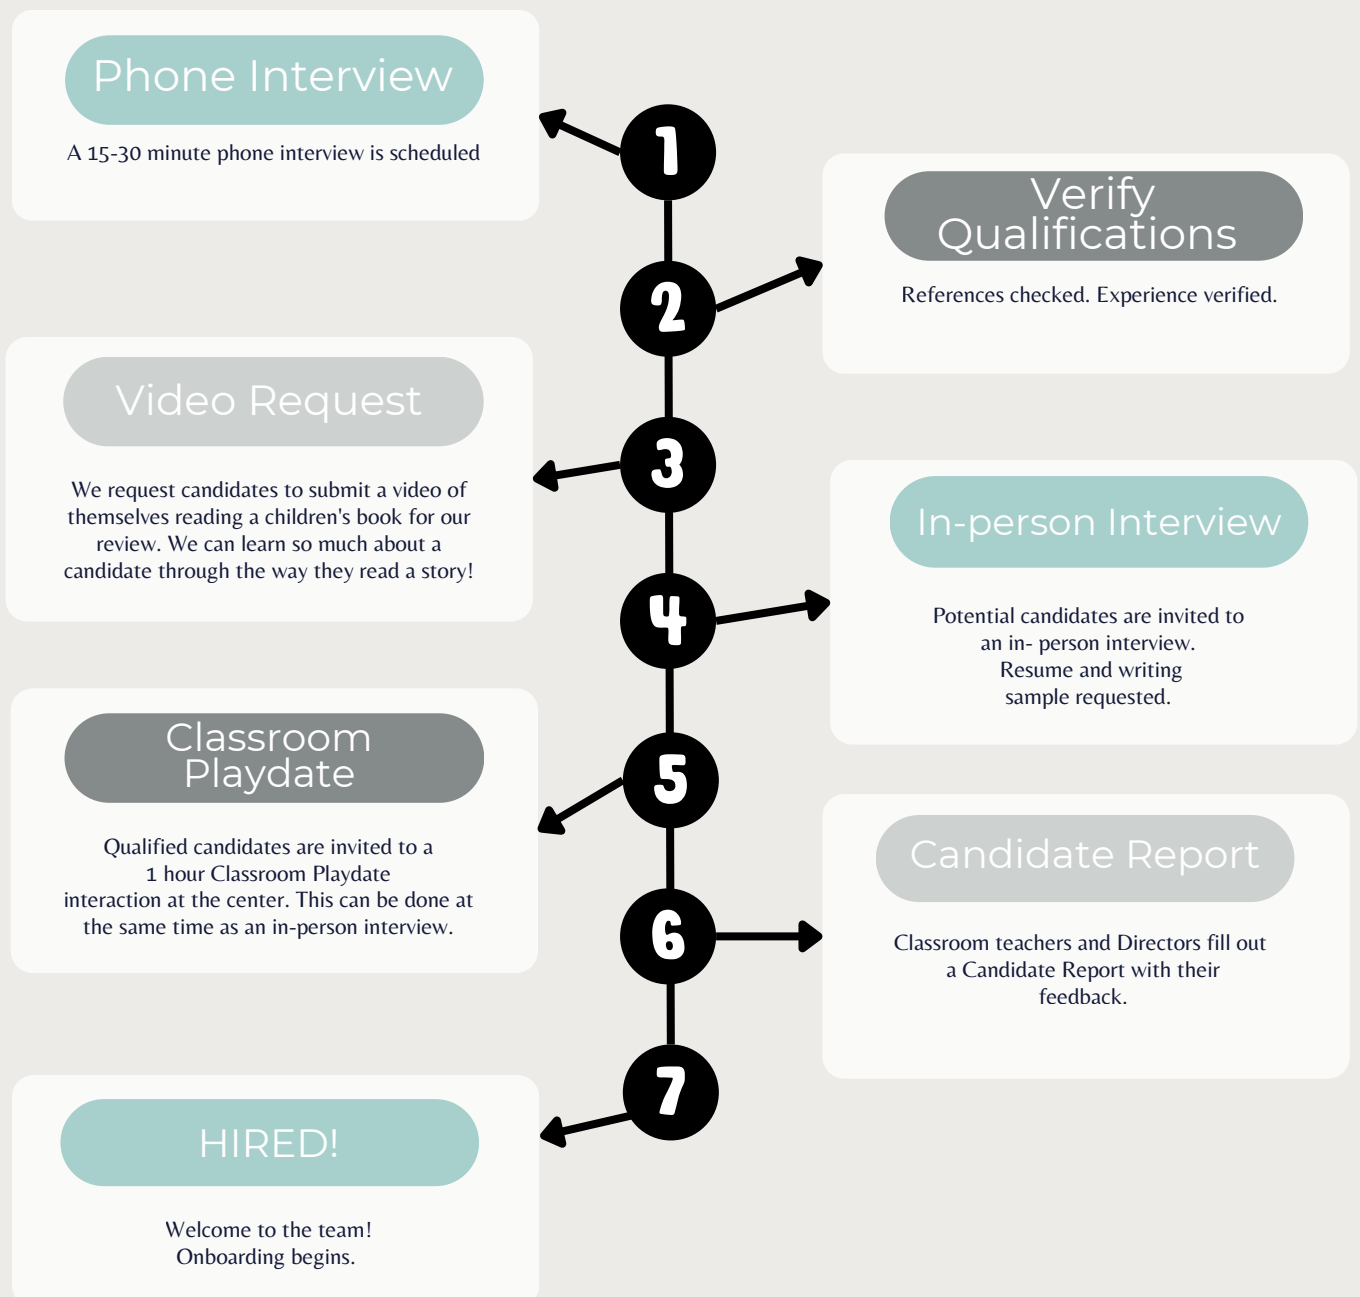 Phone Interview
A 15-30 minute phone interview is scheduled
1
Verify
Qualifications
References checked. Experience verified.
2
Video Request
We request candidates to submit a video of
themselves reading a children's book for our
review. We can learn so much about a
candidate through the way they read a story!
3
In-person Interview
Potential candidates are invited to
an in- person interview.
Resume and writing
sample requested.
4
Classroom
Playdate
Qualified candidates are invited to a
1 hour Classroom Playdate
interaction at the center. This can be done at
the same time as an in-person interview.
5
Candidate Report
Classroom teachers and Directors fill out
a Candidate Report with their
feedback.
6
7
HIRED!
Welcome to the team!
Onboarding begins.